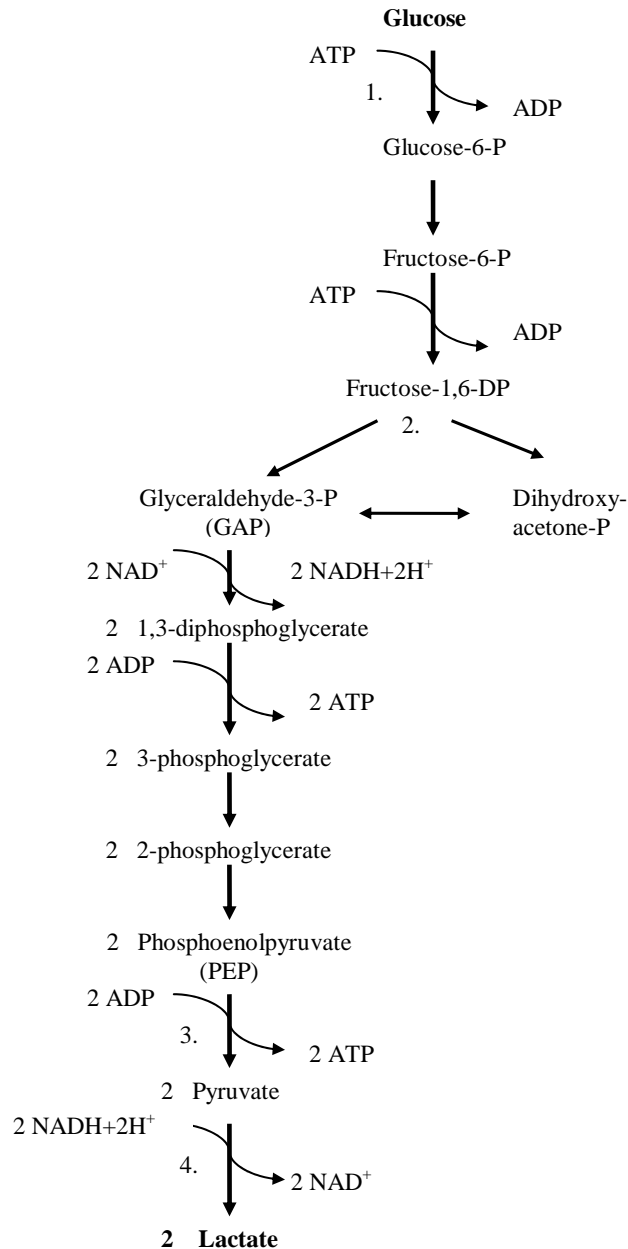 Glucose
ATP
1.
ADP
Glucose-6-P
Fructose-6-P
ATP
ADP
Fructose-1,6-DP
2.
Glyceraldehyde-3-P
(GAP)
Dihydroxy-
acetone-P
2 NAD⁺
2 NADH+2H⁺
2 1,3-diphosphoglycerate
2 ADP
2 ATP
2 3-phosphoglycerate
2 2-phosphoglycerate
2 Phosphoenolpyruvate
(PEP)
2 ADP
3.
2 ATP
2 Pyruvate
2 NADH+2H⁺
4.
2 NAD⁺
2 Lactate